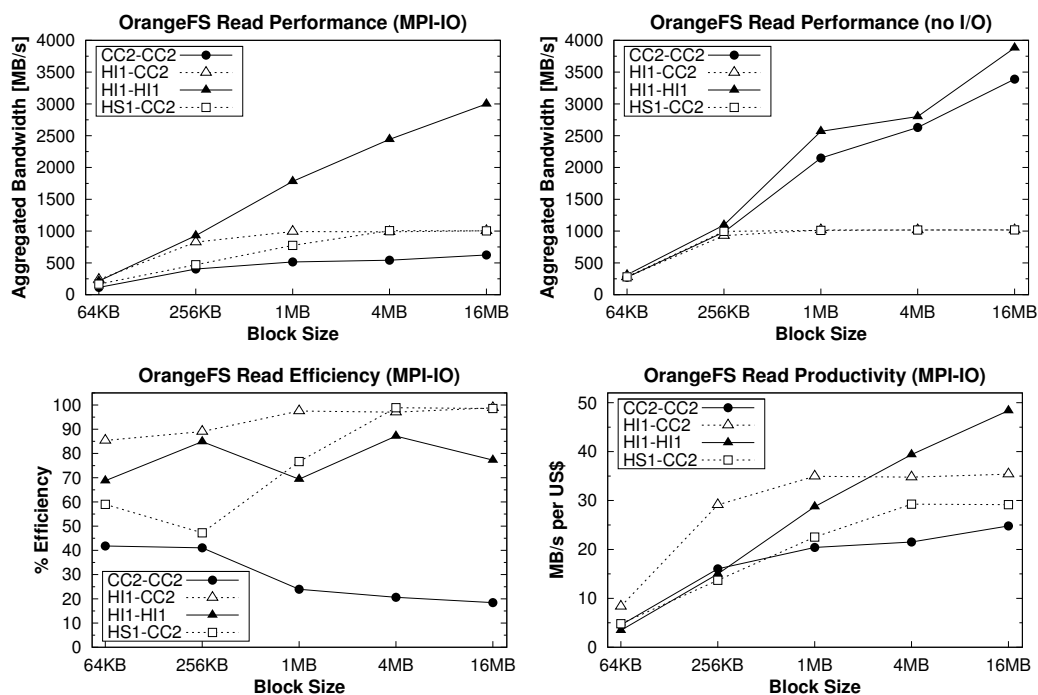 OrangeFS Read Performance (MPI-IO)
Aggregated Bandwidth [MB/s]
4000
3500
3000
2500
2000
1500
1000
500
0
CC2-CC2
HI1-CC2
HI1-HI1
HS1-CC2
64KB 256KB 1MB 4MB 16MB
Block Size
OrangeFS Read Performance (no I/O)
Aggregated Bandwidth [MB/s]
4000
3500
3000
2500
2000
1500
1000
500
0
CC2-CC2
HI1-CC2
HI1-HI1
HS1-CC2
64KB 256KB 1MB 4MB 16MB
Block Size
OrangeFS Read Efficiency (MPI-IO)
% Efficiency
100
90
80
70
60
50
40
30
20
10
0
CC2-CC2
HI1-CC2
HI1-HI1
HS1-CC2
64KB 256KB 1MB 4MB 16MB
Block Size
OrangeFS Read Productivity (MPI-IO)
MB/s per US$
50
40
30
20
10
0
CC2-CC2
HI1-CC2
HI1-HI1
HS1-CC2
64KB 256KB 1MB 4MB 16MB
Block Size